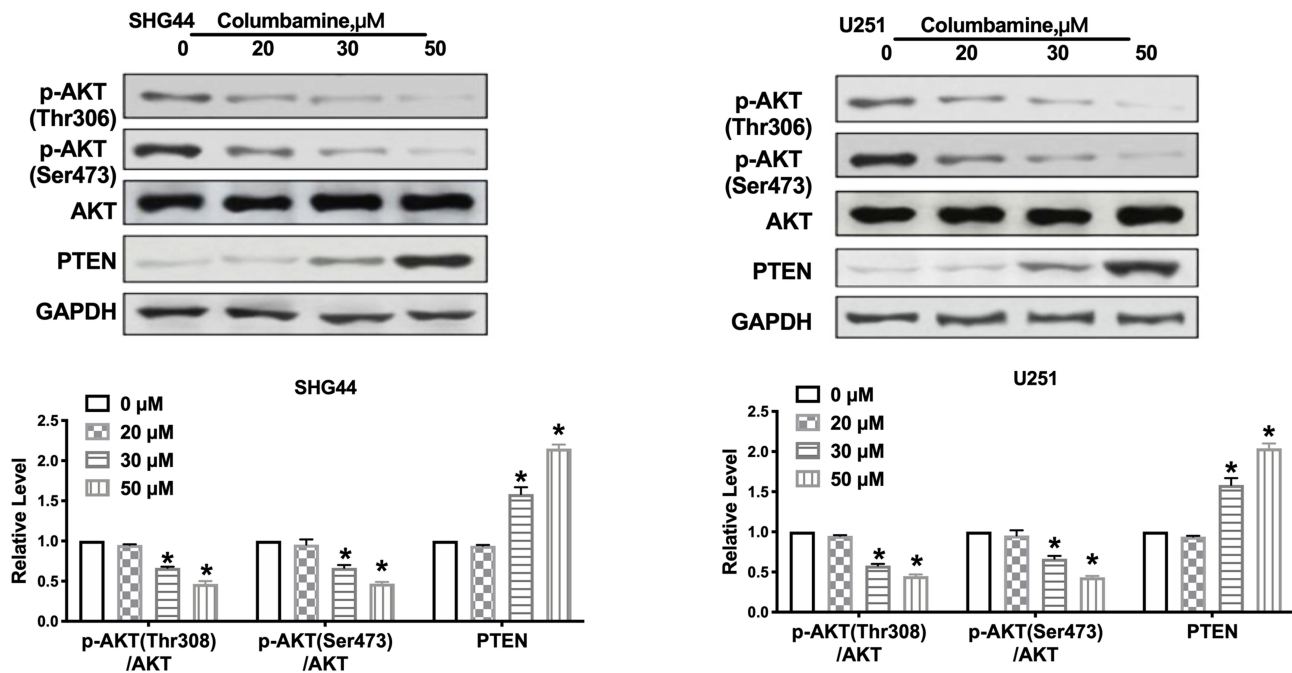 SHG44 Columbamine,μM
0 20 30 50
p-AKT
(Thr306)
p-AKT
(Ser473)
AKT
PTEN
GAPDH
U251 Columbamine,μM
0 20 30 50
p-AKT
(Thr306)
p-AKT
(Ser473)
AKT
PTEN
GAPDH
SHG44
0 μM
20 μM
30 μM
50 μM
Relative Level
2.5
2.0
1.5
1.0
0.5
0.0
* * * * * *
p-AKT(Thr308)
/AKT
p-AKT(Ser473)
/AKT
PTEN
U251
0 μM
20 μM
30 μM
50 μM
Relative Level
2.5
2.0
1.5
1.0
0.5
0.0
* * * * * *
p-AKT(Thr308)
/AKT
p-AKT(Ser473)
/AKT
PTEN